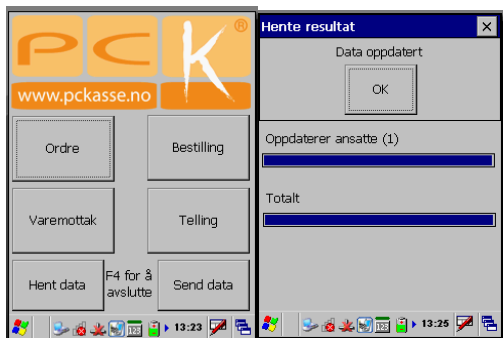 PCK®
www.pckasse.no
Ordre
Bestilling
Varemottak
Telling
Hent data
F4 for å
avslutte
Send data
13:23
Hente resultat
Data oppdatert
OK
Oppdaterer ansatte (1)
Totalt
13:25